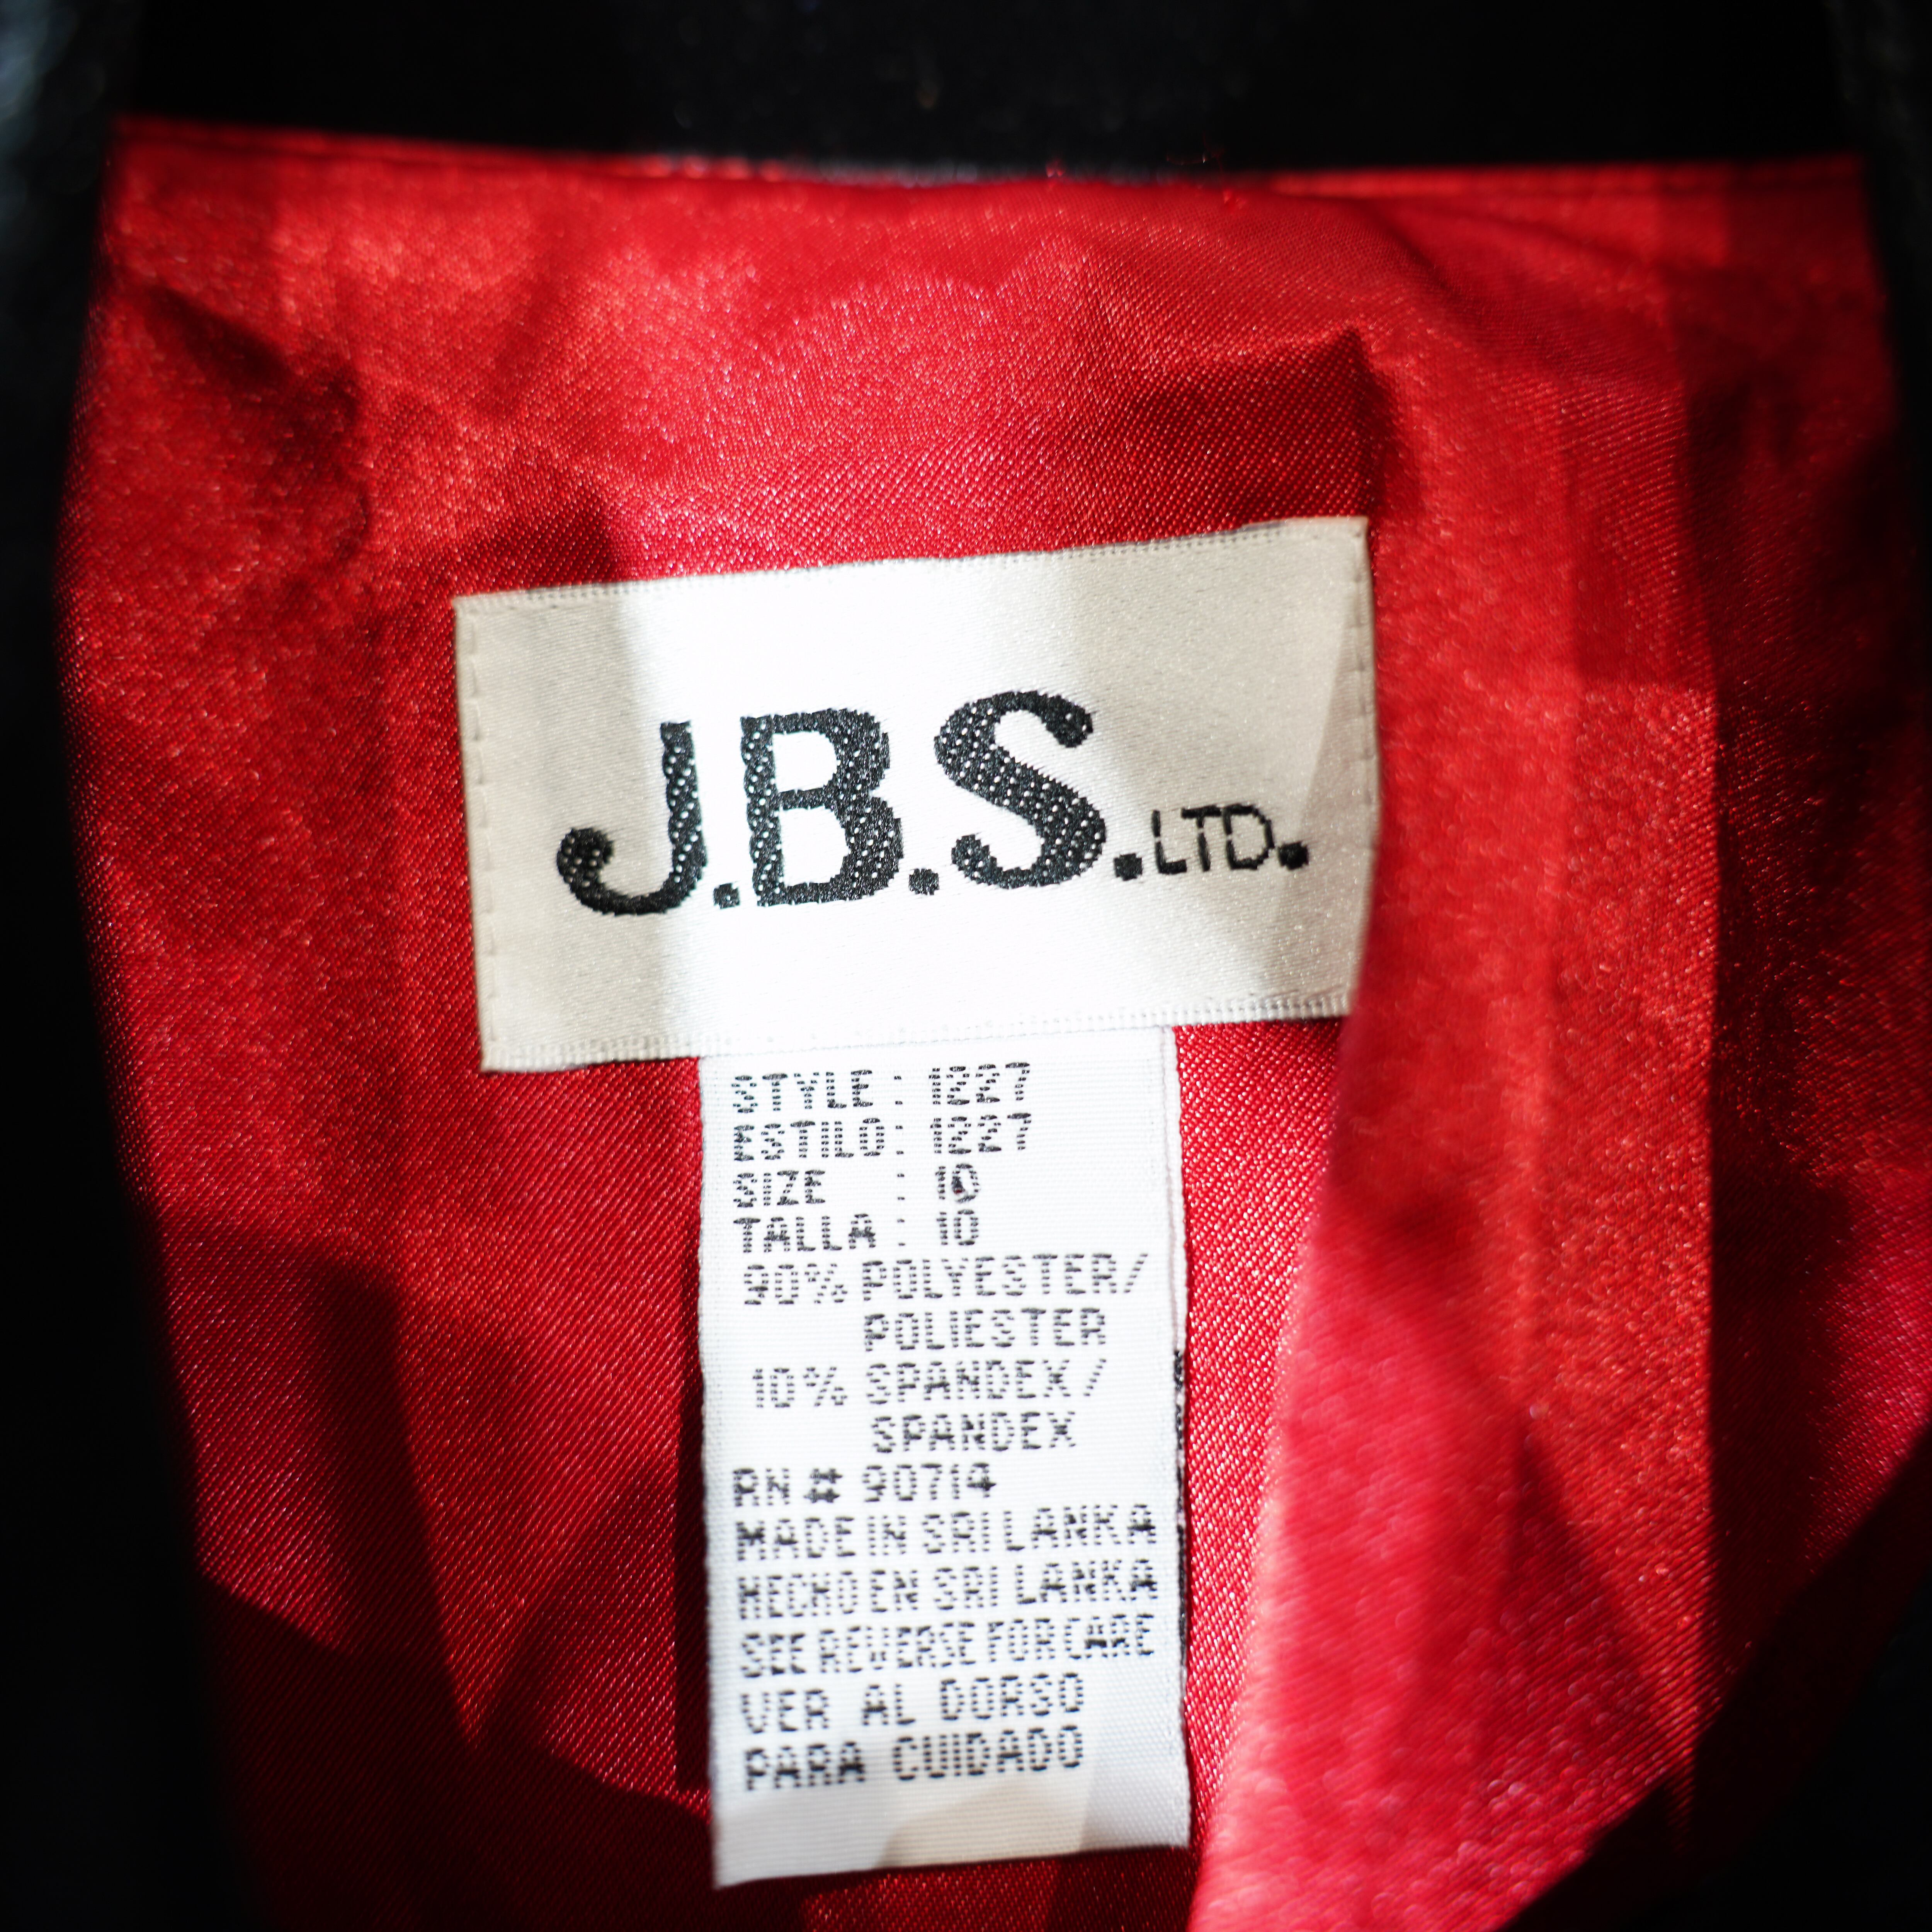 J.B.S. LTD.
STYLE : 1227
ESTILO : 1227
SIZE : 10
TALLA : 10
90% POLYESTER/
POLIESTER
10% SPANDEX/
SPANDEX
RN # 90714
MADE IN SRI LANKA
HECHO EN SRI LANKA
SEE REVERSE FOR CARE
VER AL DORSO
PARA CUIDADO